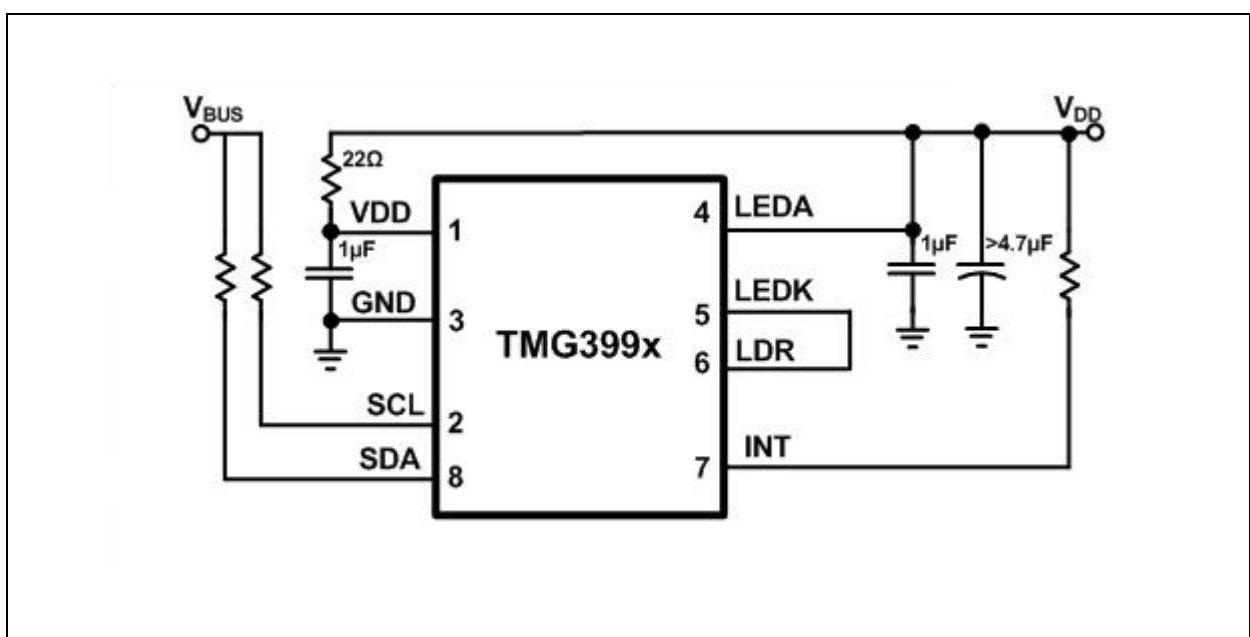 VBUS
VDD
22Ω
VDD
1
1µF
GND
3
TMG399x
SCL
2
SDA
8
4
LEDA
1µF
>4.7µF
LEDK
5
6
LDR
INT
7